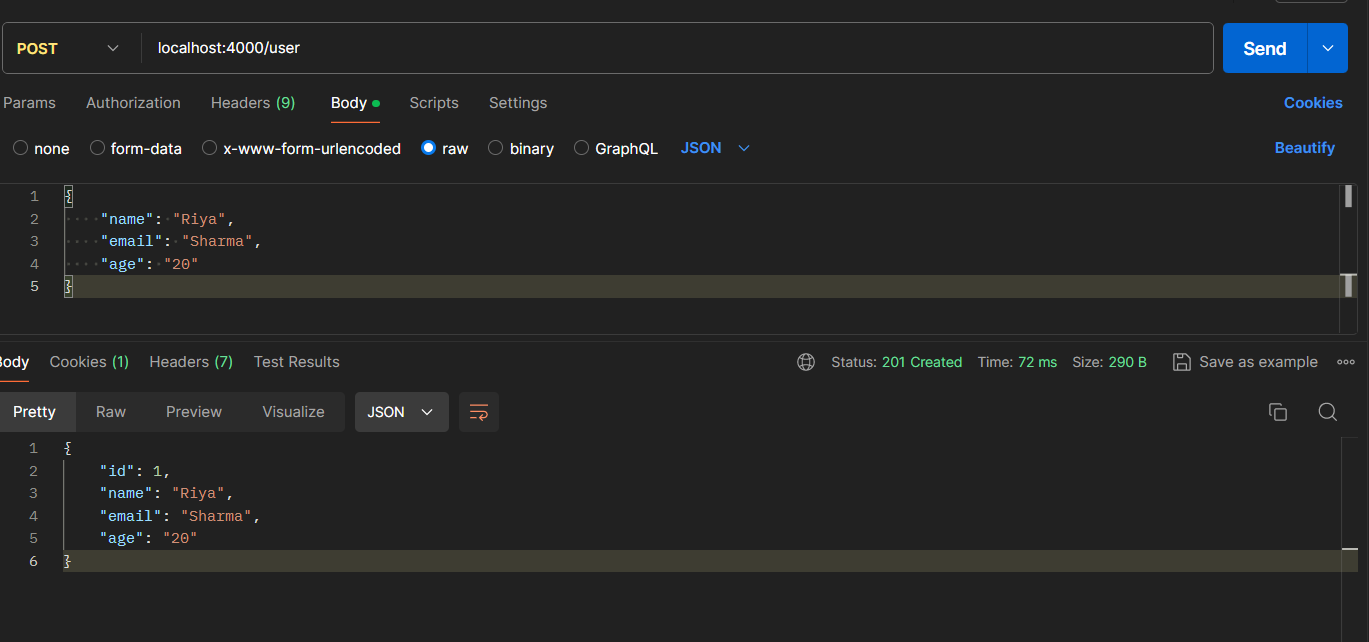 POST localhost:4000/user Send
Params Authorization Headers (9) Body Scripts Settings Cookies
none form-data x-www-form-urlencoded raw binary GraphQL JSON Beautify
1 {
2 ····"name":·"Riya",
3 ····"email":·"Sharma",
4 ····"age":·"20"
5 }
Body Cookies (1) Headers (7) Test Results Status: 201 Created Time: 72 ms Size: 290 B Save as example
Pretty Raw Preview Visualize JSON
1 {
2 "id": 1,
3 "name": "Riya",
4 "email": "Sharma",
5 "age": "20"
6 }